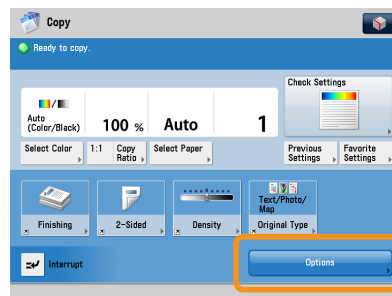 Copy
Ready to copy.
Check Settings
Auto
(Color/Black)
100 %
Auto
1
Select Color
1:1
Copy
Ratio
Select Paper
Previous
Settings
Favorite
Settings
Finishing
2-Sided
Density
Text/Photo/
Map
Original Type
Interrupt
Options